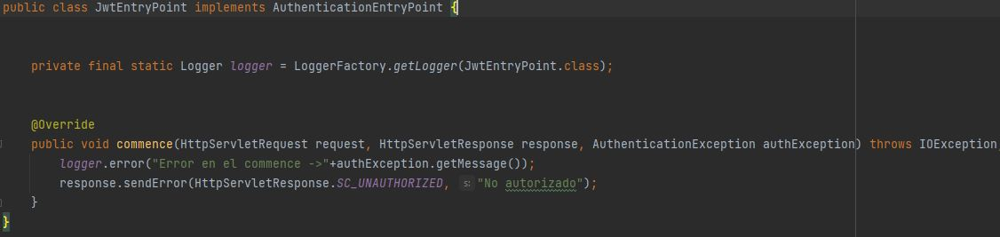 public class JwtEntryPoint implements AuthenticationEntryPoint {
private final static Logger logger = LoggerFactory.getLogger(JwtEntryPoint.class);
@Override
public void commence(HttpServletRequest request, HttpServletResponse response, AuthenticationException authException) throws IOException
logger.error("Error en el commence ->"+authException.getMessage());
response.sendError(HttpServletResponse.SC_UNAUTHORIZED, s: "No autorizado");
}
}